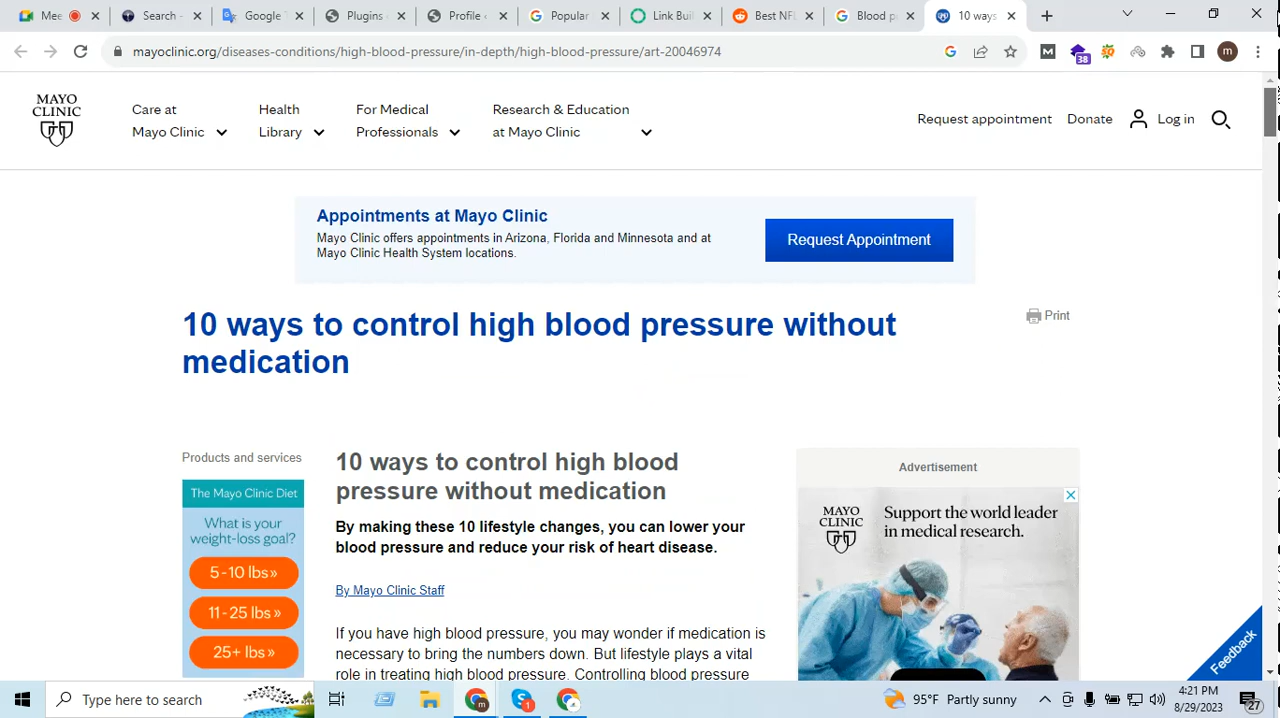 Mee
Search -
Google T
Plugins
Profile
Popular
Link Buil
Best NFL
Blood p
10 ways
mayoclinic.org/diseases-conditions/high-blood-pressure/in-depth/high-blood-pressure/art-20046974
38
m
MAYO
CLINIC
Care at
Mayo Clinic
Health
Library
For Medical
Professionals
Research & Education
at Mayo Clinic
Request appointment
Donate
Log in
Appointments at Mayo Clinic
Mayo Clinic offers appointments in Arizona, Florida and Minnesota and at
Mayo Clinic Health System locations.
Request Appointment
10 ways to control high blood pressure without
medication
Print
Products and services
The Mayo Clinic Diet
What is your
weight-loss goal?
5-10 lbs»
11-25 lbs»
25+ lbs»
10 ways to control high blood
pressure without medication
By making these 10 lifestyle changes, you can lower your
blood pressure and reduce your risk of heart disease.
By Mayo Clinic Staff
If you have high blood pressure, you may wonder if medication is
necessary to bring the numbers down. But lifestyle plays a vital
role in treating high blood pressure. Controlling blood pressure
Advertisement
MAYO
CLINIC
Support the world leader
in medical research.
Feedback
Type here to search
m
1
95°F Partly sunny
4:21 PM
8/29/2023
27